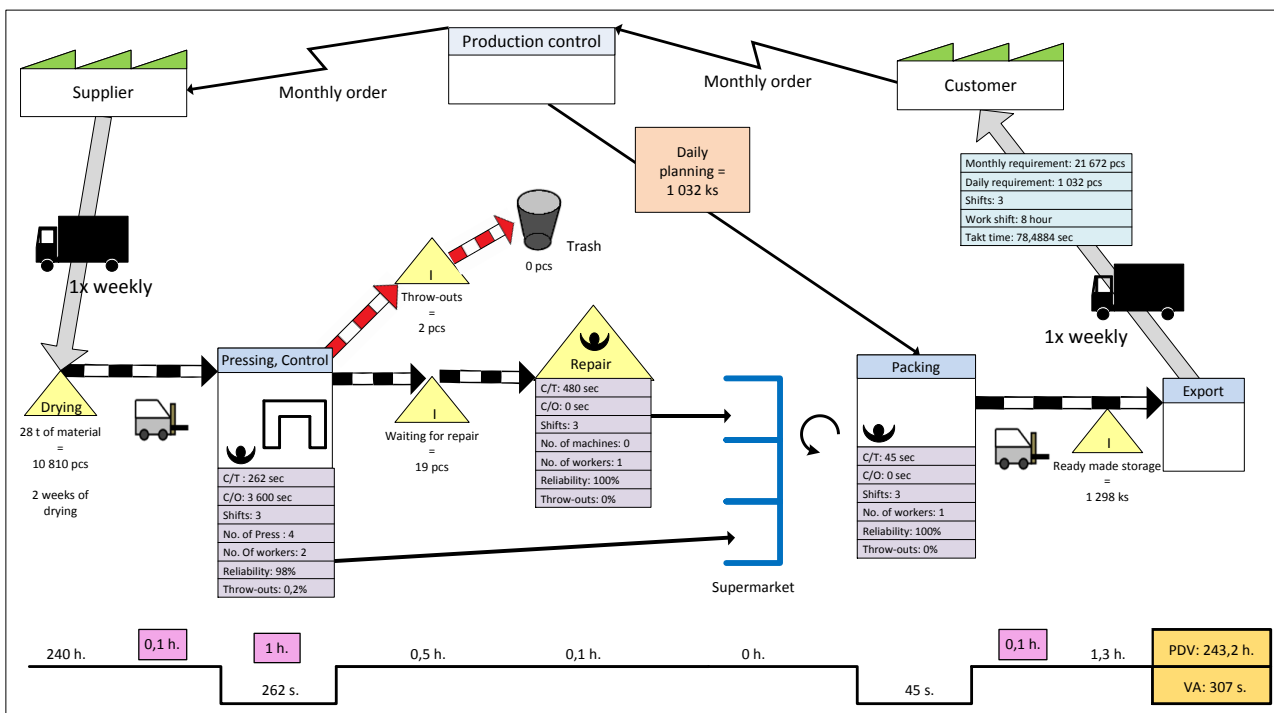 Production control
Supplier
Monthly order
Monthly order
Customer
Daily
planning =
1 032 ks
Monthly requirement: 21 672 pcs
Daily requirement: 1 032 pcs
Shifts: 3
Work shift: 8 hour
Takt time: 78,4884 sec
1x weekly
1x weekly
Trash
0 pcs
I
Throw-outs
=
2 pcs
Drying
28 t of material
=
10 810 pcs
2 weeks of
drying
Pressing, Control
C/T : 262 sec
C/O: 3 600 sec
Shifts: 3
No. of Press : 4
No. Of workers: 2
Reliability: 98%
Throw-outs: 0,2%
I
Waiting for repair
=
19 pcs
Repair
C/T: 480 sec
C/O: 0 sec
Shifts: 3
No. of machines: 0
No. of workers: 1
Reliability: 100%
Throw-outs: 0%
Supermarket
Packing
C/T: 45 sec
C/O: 0 sec
Shifts: 3
No. of workers: 1
Reliability: 100%
Throw-outs: 0%
I
Ready made storage
=
1 298 ks
Export
240 h.
0,1 h.
1 h.
262 s.
0,5 h.
0,1 h.
0 h.
45 s.
0,1 h.
1,3 h.
PDV: 243,2 h.
VA: 307 s.